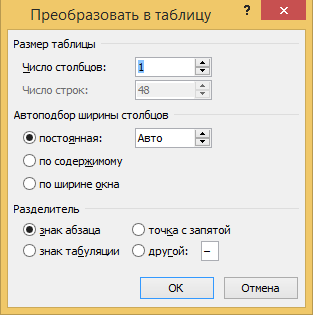 Преобразовать в таблицу ? ×
Размер таблицы
Число столбцов: 1
Число строк: 48
Автоподбор ширины столбцов
постоянная: Авто
по содержимому
по ширине окна
Разделитель
знак абзаца точка с запятой
знак табуляции другой: –
ОК Отмена